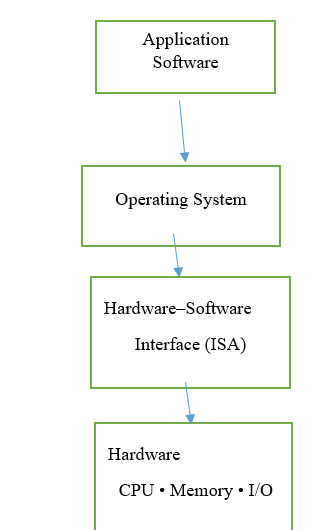 Application
Software
Operating System
Hardware–Software
Interface (ISA)
Hardware
CPU • Memory • I/O